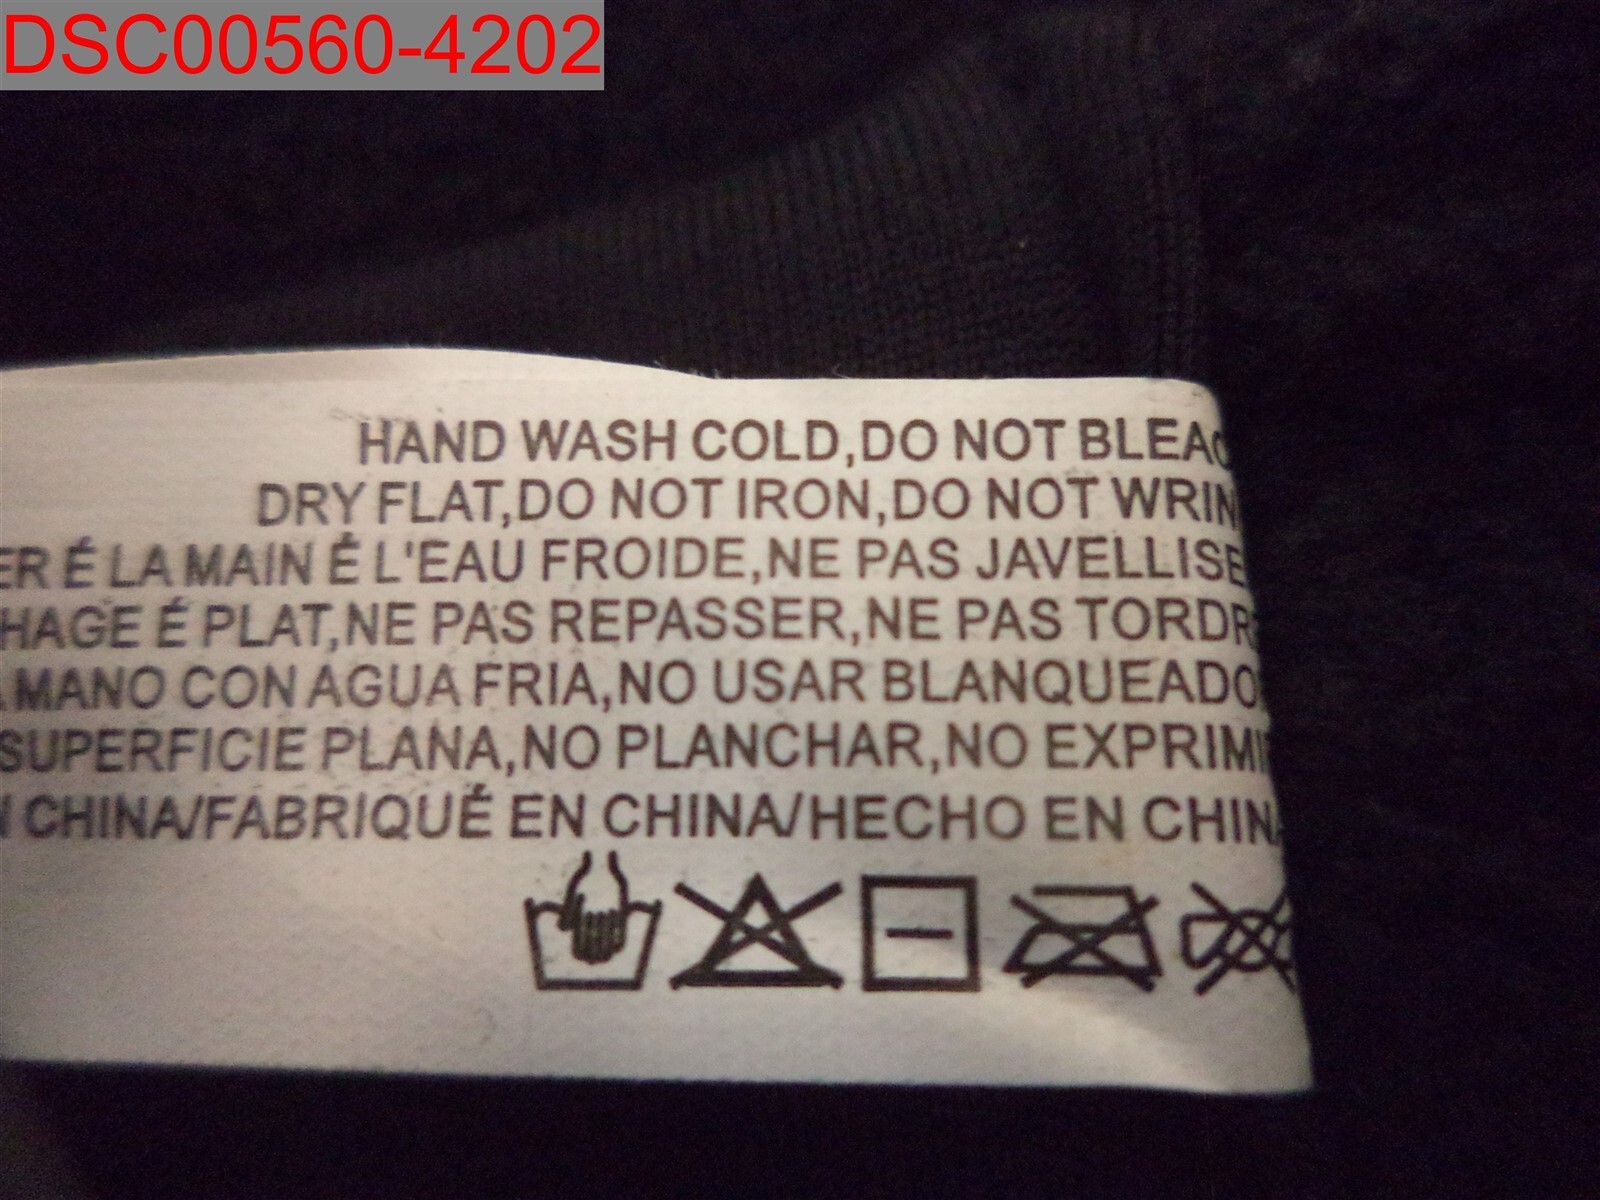 DSC00560-4202
HAND WASH COLD,DO NOT
DRY FLAT,DO NOT IRON,DO NOT
É LA MAIN É L'EAU FROIDE,NE PAS
É PLAT,NE PAS REPASSER,NE PAS
MANO CON AGUA FRIA,NO USAR
SUPERFICIE PLANA,NO PLANCHAR,NO
CHINA/FABRIQUÉ EN CHINA/HECHO EN CHINA